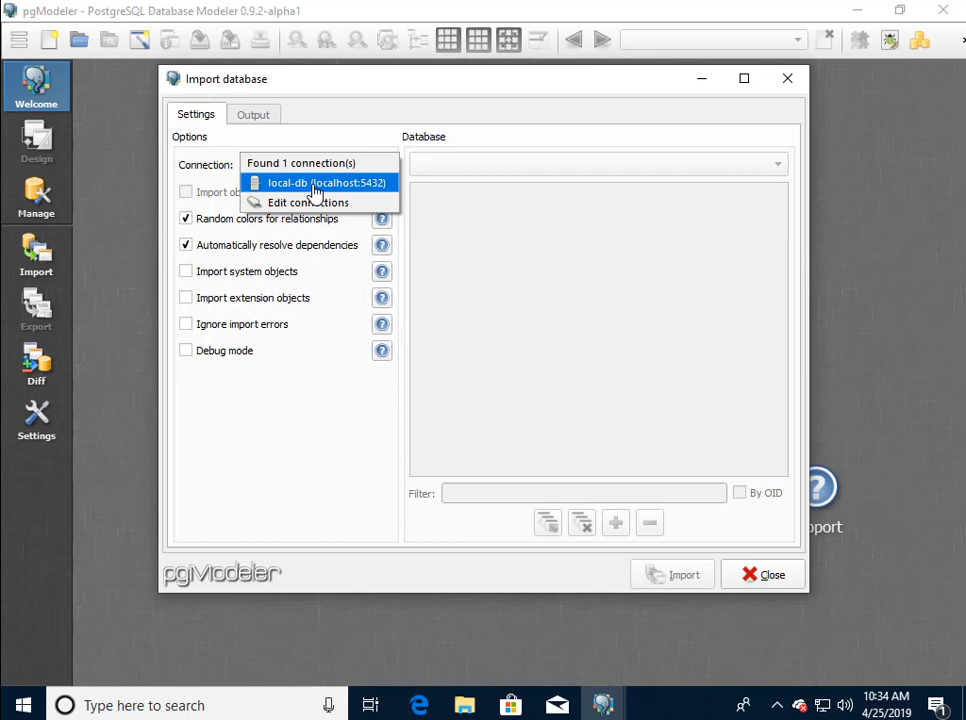 pgModeler - PostgreSQL Database Modeler 0.9.2-alpha1
Import database
Welcome
Design
Manage
Import
Export
Diff
Settings
Settings
Output
Options
Database
Connection:
Found 1 connection(s)
local-db (localhost:5432)
Edit connections
Import ob
Random colors for relationships
Automatically resolve dependencies
Import system objects
Import extension objects
Ignore import errors
Debug mode
Filter:
By OID
pgModeler
Import
Close
pport
Type here to search
10:34 AM
4/25/2019
1